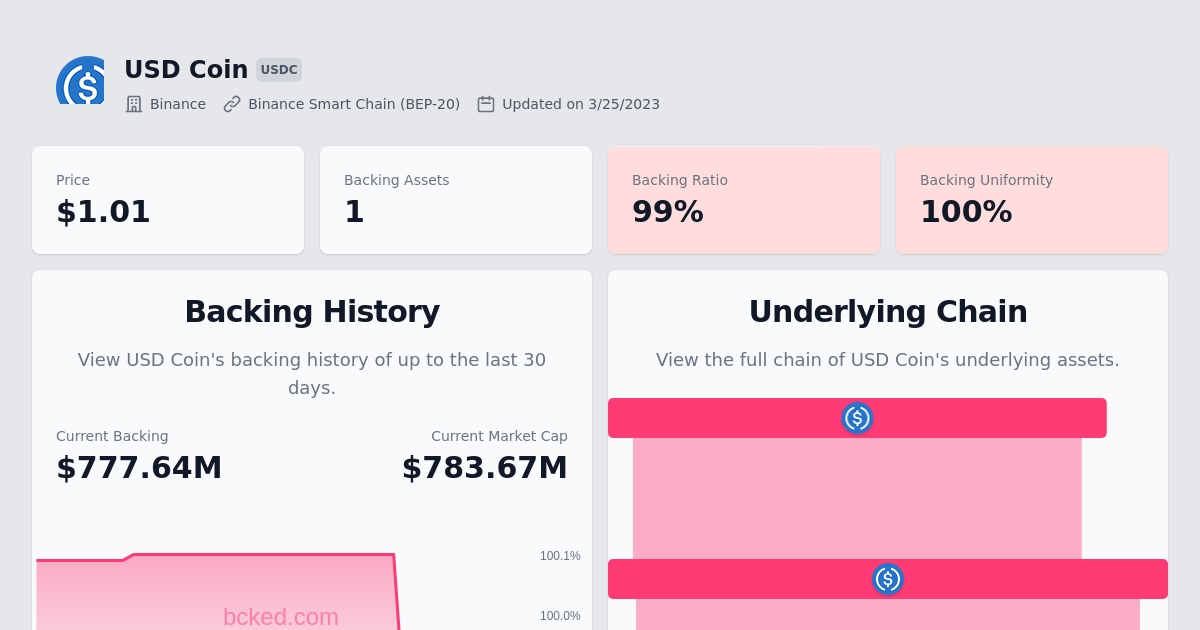 USD Coin USDC
Binance Binance Smart Chain (BEP-20) Updated on 3/25/2023
Price
$1.01
Backing Assets
1
Backing Ratio
99%
Backing Uniformity
100%
Backing History
View USD Coin's backing history of up to the last 30
days.
Current Backing
$777.64M
Current Market Cap
$783.67M
100.1%
bcked.com
100.0%
Underlying Chain
View the full chain of USD Coin's underlying assets.